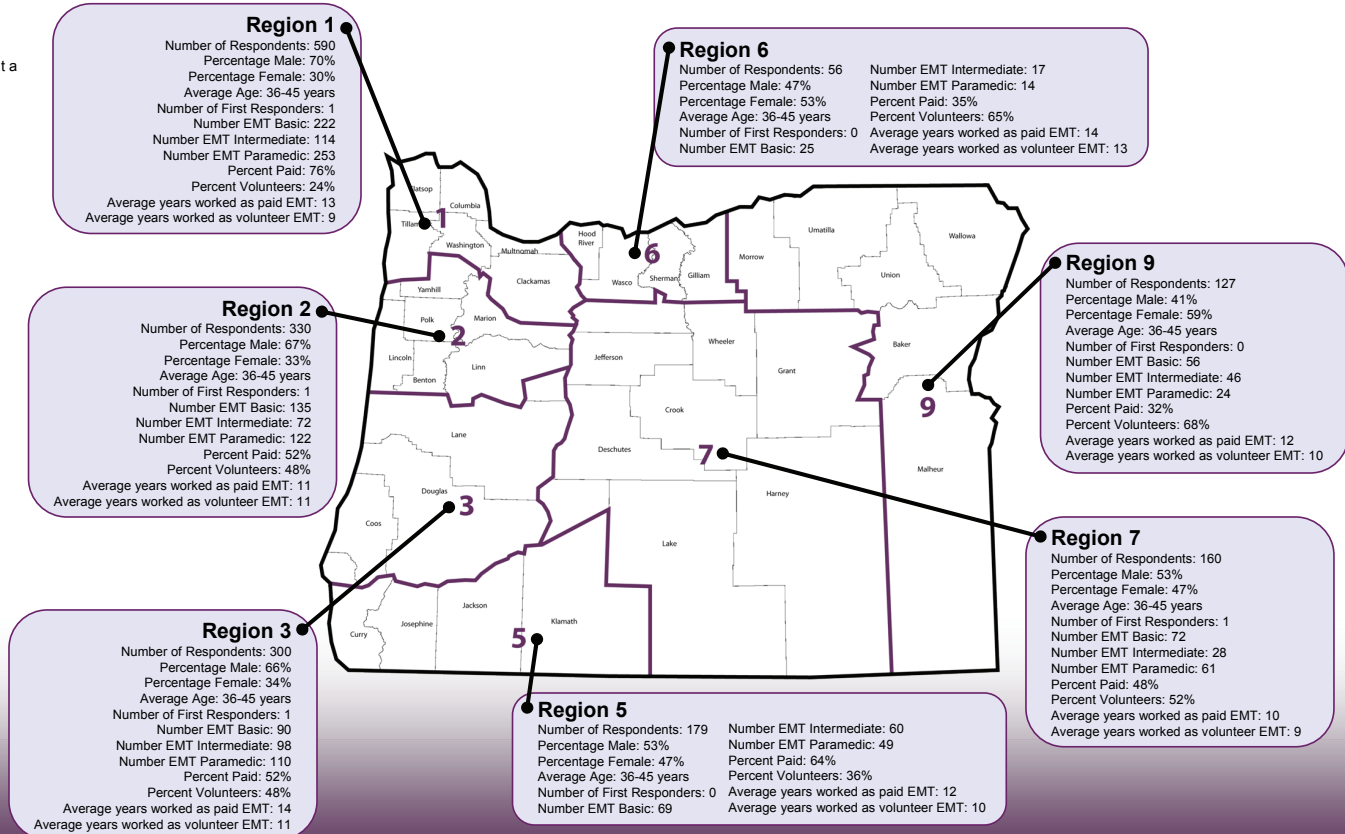 t a
Region 1
Number of Respondents: 590
Percentage Male: 70%
Percentage Female: 30%
Average Age: 36-45 years
Number of First Responders: 1
Number EMT Basic: 222
Number EMT Intermediate: 114
Number EMT Paramedic: 253
Percent Paid: 76%
Percent Volunteers: 24%
Average years worked as paid EMT: 13
Average years worked as volunteer EMT: 9
Region 6
Number of Respondents: 56
Percentage Male: 47%
Percentage Female: 53%
Average Age: 36-45 years
Number of First Responders: 0
Number EMT Basic: 25
Number EMT Intermediate: 17
Number EMT Paramedic: 14
Percent Paid: 35%
Percent Volunteers: 65%
Average years worked as paid EMT: 14
Average years worked as volunteer EMT: 13
Region 2
Number of Respondents: 330
Percentage Male: 67%
Percentage Female: 33%
Average Age: 36-45 years
Number of First Responders: 1
Number EMT Basic: 135
Number EMT Intermediate: 72
Number EMT Paramedic: 122
Percent Paid: 52%
Percent Volunteers: 48%
Average years worked as paid EMT: 11
Average years worked as volunteer EMT: 11
Region 9
Number of Respondents: 127
Percentage Male: 41%
Percentage Female: 59%
Average Age: 36-45 years
Number of First Responders: 0
Number EMT Basic: 56
Number EMT Intermediate: 46
Number EMT Paramedic: 24
Percent Paid: 32%
Percent Volunteers: 68%
Average years worked as paid EMT: 12
Average years worked as volunteer EMT: 10
Region 3
Number of Respondents: 300
Percentage Male: 66%
Percentage Female: 34%
Average Age: 36-45 years
Number of First Responders: 1
Number EMT Basic: 90
Number EMT Intermediate: 98
Number EMT Paramedic: 110
Percent Paid: 52%
Percent Volunteers: 48%
Average years worked as paid EMT: 14
Average years worked as volunteer EMT: 11
Region 5
Number of Respondents: 179
Percentage Male: 53%
Percentage Female: 47%
Average Age: 36-45 years
Number of First Responders: 0
Number EMT Basic: 69
Number EMT Intermediate: 60
Number EMT Paramedic: 49
Percent Paid: 64%
Percent Volunteers: 36%
Average years worked as paid EMT: 12
Average years worked as volunteer EMT: 10
Region 7
Number of Respondents: 160
Percentage Male: 53%
Percentage Female: 47%
Average Age: 36-45 years
Number of First Responders: 1
Number EMT Basic: 72
Number EMT Intermediate: 28
Number EMT Paramedic: 61
Percent Paid: 48%
Percent Volunteers: 52%
Average years worked as paid EMT: 10
Average years worked as volunteer EMT: 9
Columbia
1
Washington
Multnomah
Clackamas
Yamhill
Polk
Marion
2
Lincoln
Benton
Linn
Lane
Douglas
3
Coos
Curry
Josephine
Jackson
Klamath
5
Hood
River
Wasco
6
Sherman
Gilliam
Morrow
Umatilla
Union
Wallowa
Baker
9
Malheur
Wheeler
Jefferson
Grant
Crook
Deschutes
7
Harney
Lake